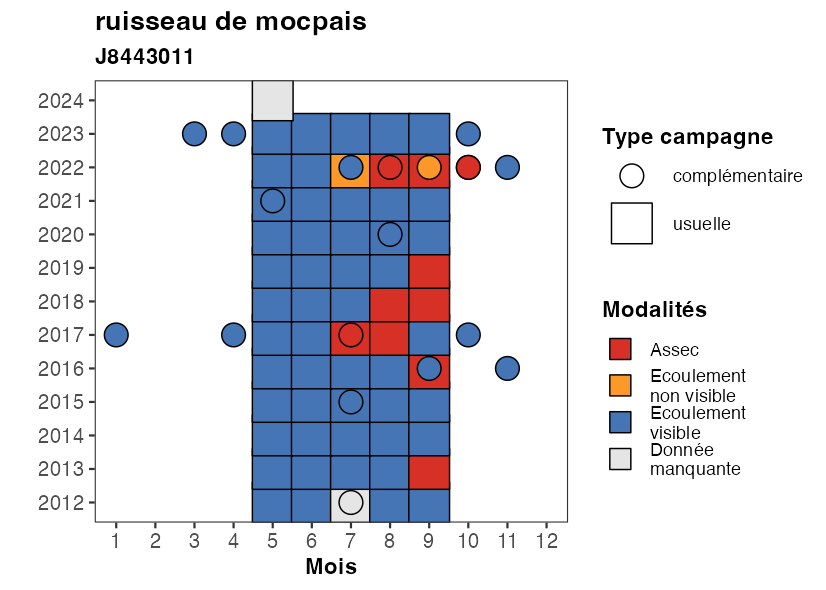 ruisseau de mocpais
J8443011
2024
2023
2022
2021
2020
2019
2018
2017
2016
2015
2014
2013
2012
1 2 3 4 5 6 7 8 9 10 11 12
Mois
Type campagne
complémentaire
usuelle
Modalités
Assec
Ecoulement
non visible
Ecoulement
visible
Donnée
manquante